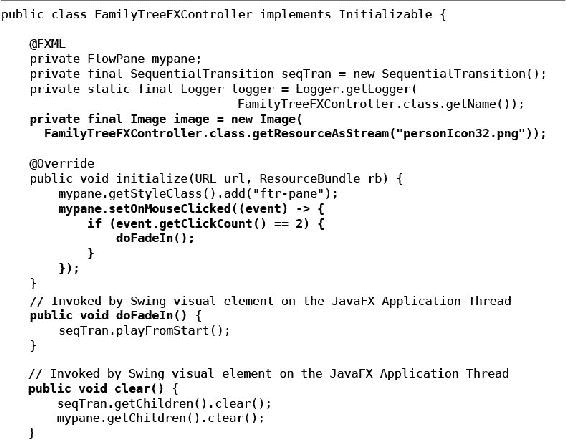 public class FamilyTreeFXController implements Initializable {
@FXML
private FlowPane mypane;
private final SequentialTransition seqTran = new SequentialTransition();
private static final Logger logger = Logger.getLogger(
FamilyTreeFXController.class.getName());
private final Image image = new Image(
FamilyTreeFXController.class.getResourceAsStream("personIcon32.png"));
@Override
public void initialize(URL url, ResourceBundle rb) {
mypane.getStyleClass().add("ftr-pane");
mypane.setOnMouseClicked((event) -> {
if (event.getClickCount() == 2) {
doFadeIn();
}
});
}
// Invoked by Swing visual element on the JavaFX Application Thread
public void doFadeIn() {
seqTran.playFromStart();
}
// Invoked by Swing visual element on the JavaFX Application Thread
public void clear() {
seqTran.getChildren().clear();
mypane.getChildren().clear();
}